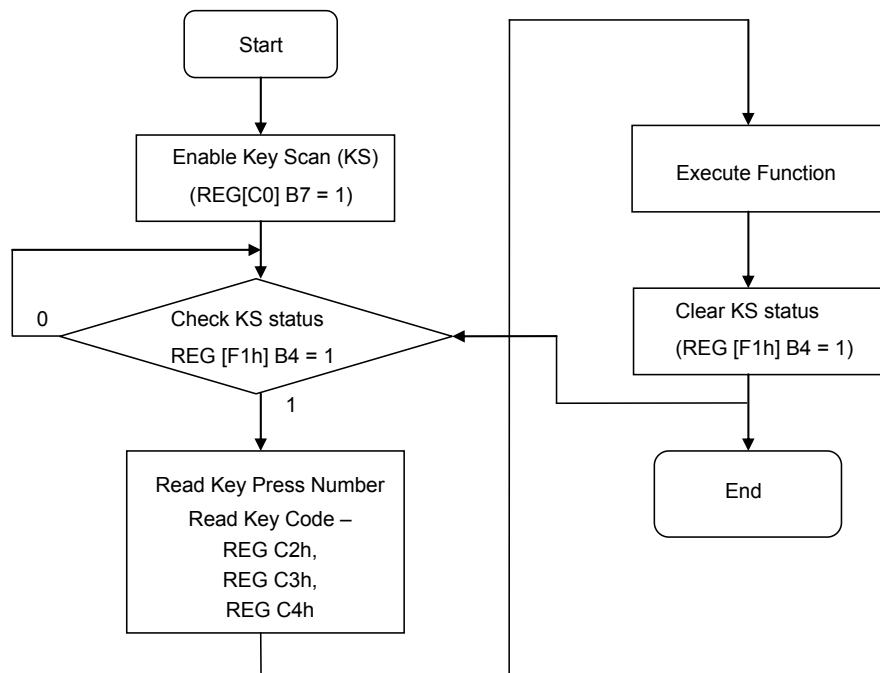 Start
Enable Key Scan (KS)
(REG[C0] B7 = 1)
0
Check KS status
REG [F1h] B4 = 1
1
Read Key Press Number
Read Key Code –
REG C2h,
REG C3h,
REG C4h
Execute Function
Clear KS status
(REG [F1h] B4 = 1)
End